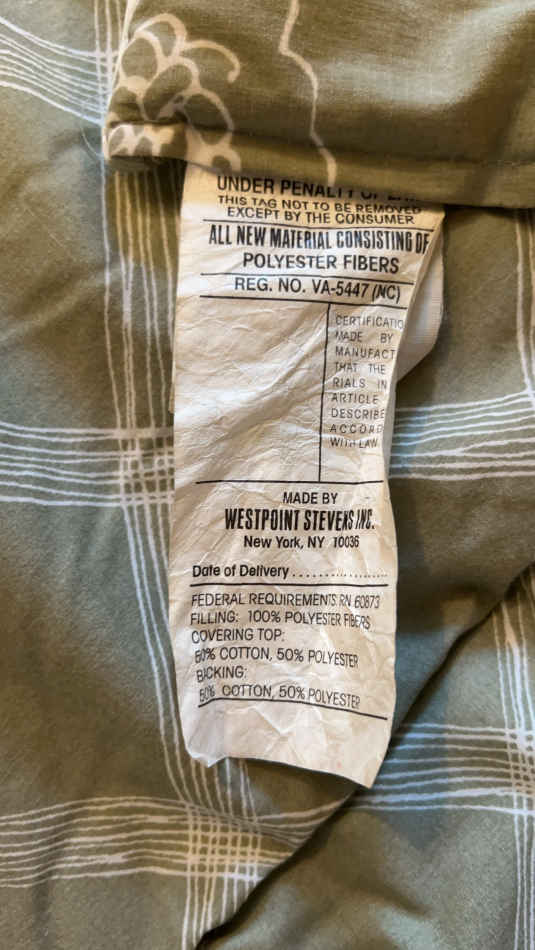 UNDER PENALTY OF
THIS TAG NOT TO BE REMOVED
EXCEPT BY THE CONSUMER
ALL NEW MATERIAL CONSISTING OF
POLYESTER FIBERS
REG. NO. VA-5447 (NC)
CERTIFICATIO
MADE BY
MANUFACT
THAT THE
RIALS IN
ARTICLE
DESCRIBE
ACCORD
WITH LAW.
MADE BY
WESTPOINT STEVENS INC.
New York, NY 10036
Date of Delivery ....................
FEDERAL REQUIREMENTS: RN 60873
FILLING: 100% POLYESTER FIBERS
COVERING TOP:
50% COTTON, 50% POLYESTER
BACKING:
50% COTTON, 50% POLYESTER